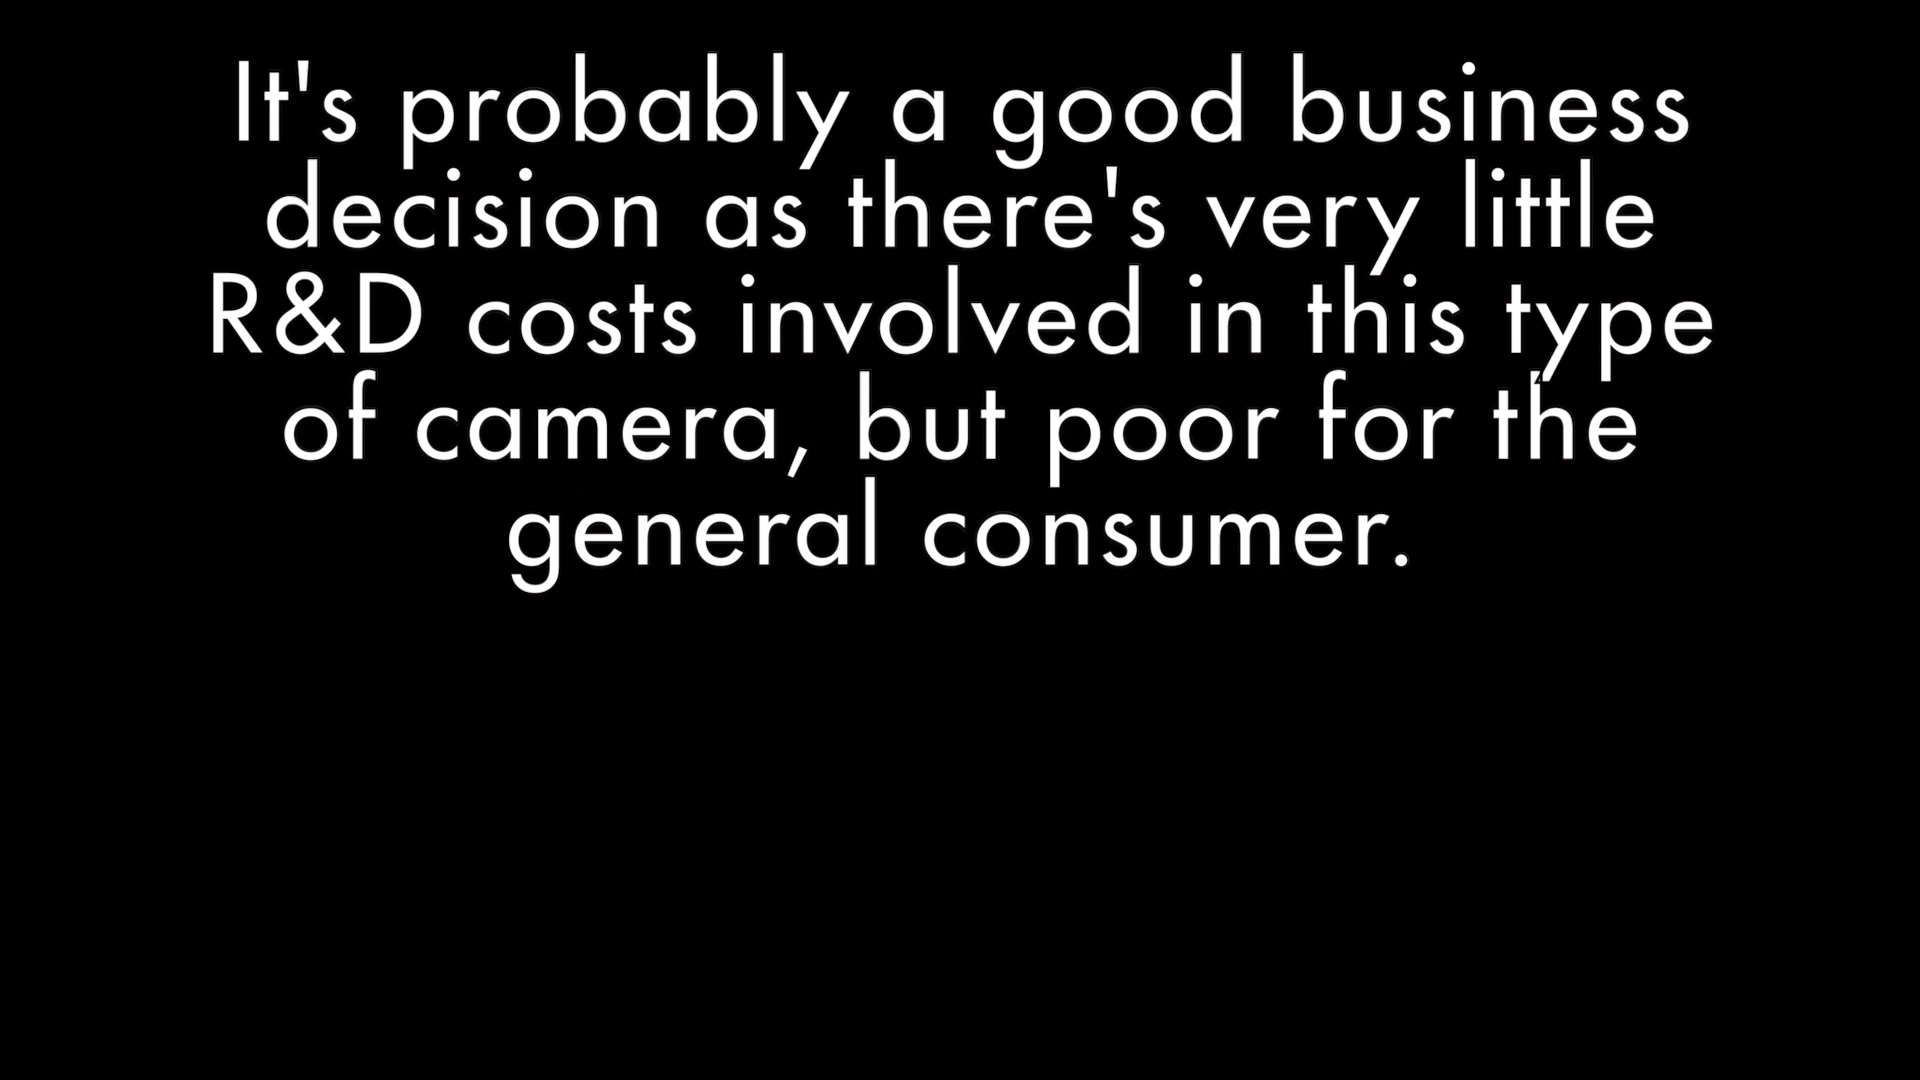 It's probably a good business
decision as there's very little
R&D costs involved in this type
of camera, but poor for the
general consumer.